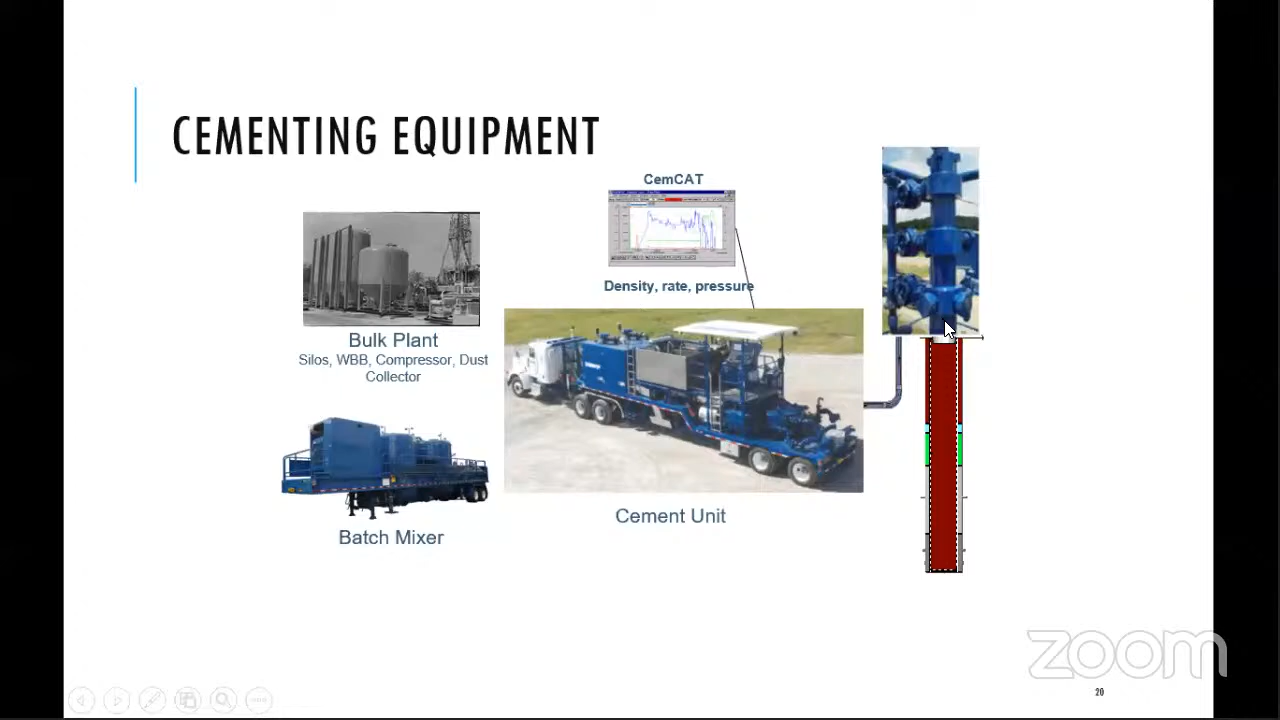 CEMENTING EQUIPMENT
CemCAT
Density, rate, pressure
Bulk Plant
Silos, WBB, Compressor, Dust
Collector
Batch Mixer
Cement Unit
zoom
20